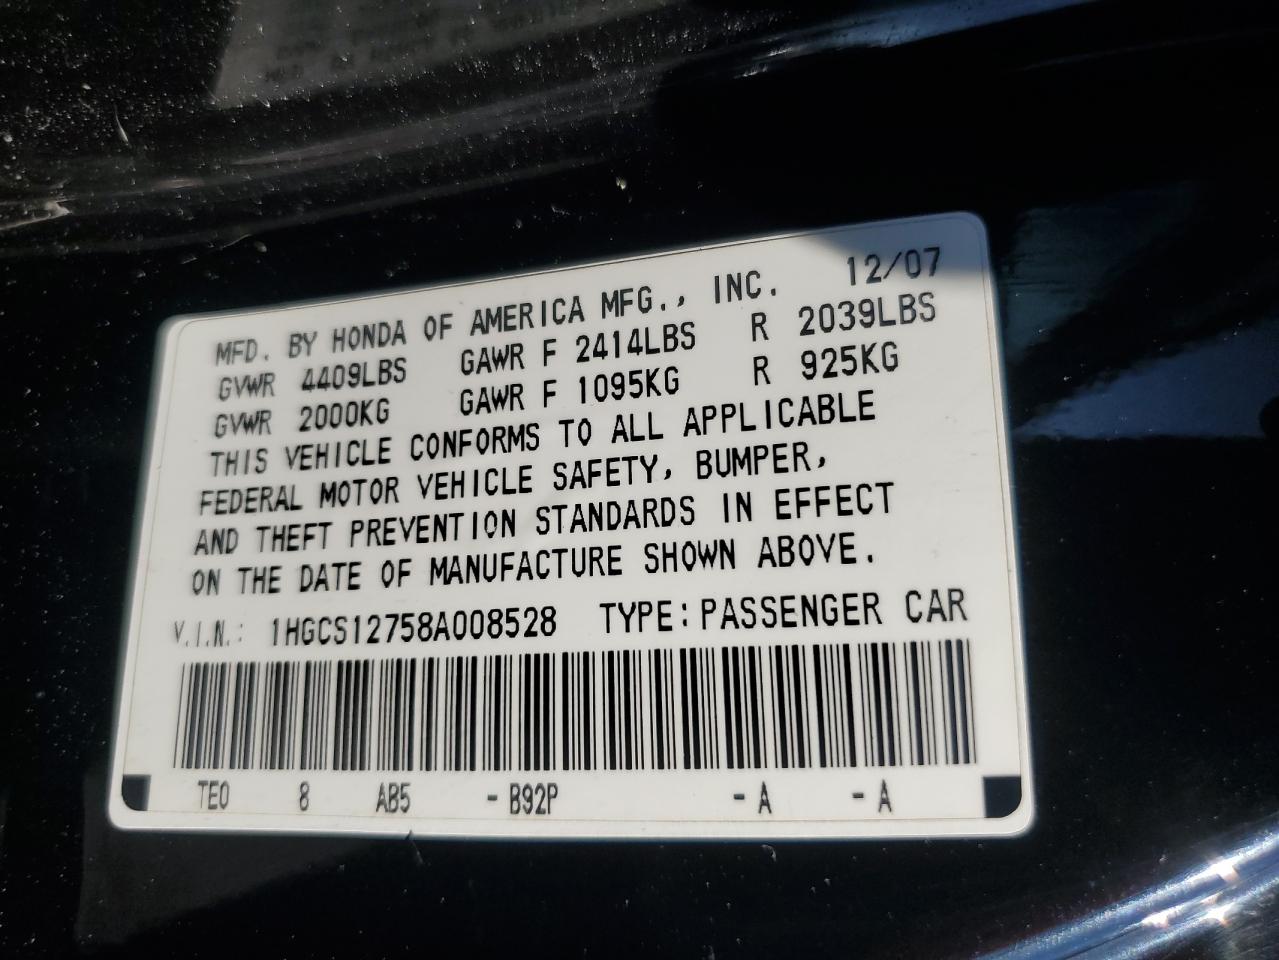 MFD. BY HONDA OF AMERICA MFG., INC. 12/07
GVWR 4409LBS GAWR F 2414LBS R 2039LBS
GVWR 2000KG GAWR F 1095KG R 925KG
THIS VEHICLE CONFORMS TO ALL APPLICABLE
FEDERAL MOTOR VEHICLE SAFETY, BUMPER,
AND THEFT PREVENTION STANDARDS IN EFFECT
ON THE DATE OF MANUFACTURE SHOWN ABOVE.
V.I.N.: 1HGCS12758A008528 TYPE: PASSENGER CAR
TE0 8 AB5 - B92P - A - A